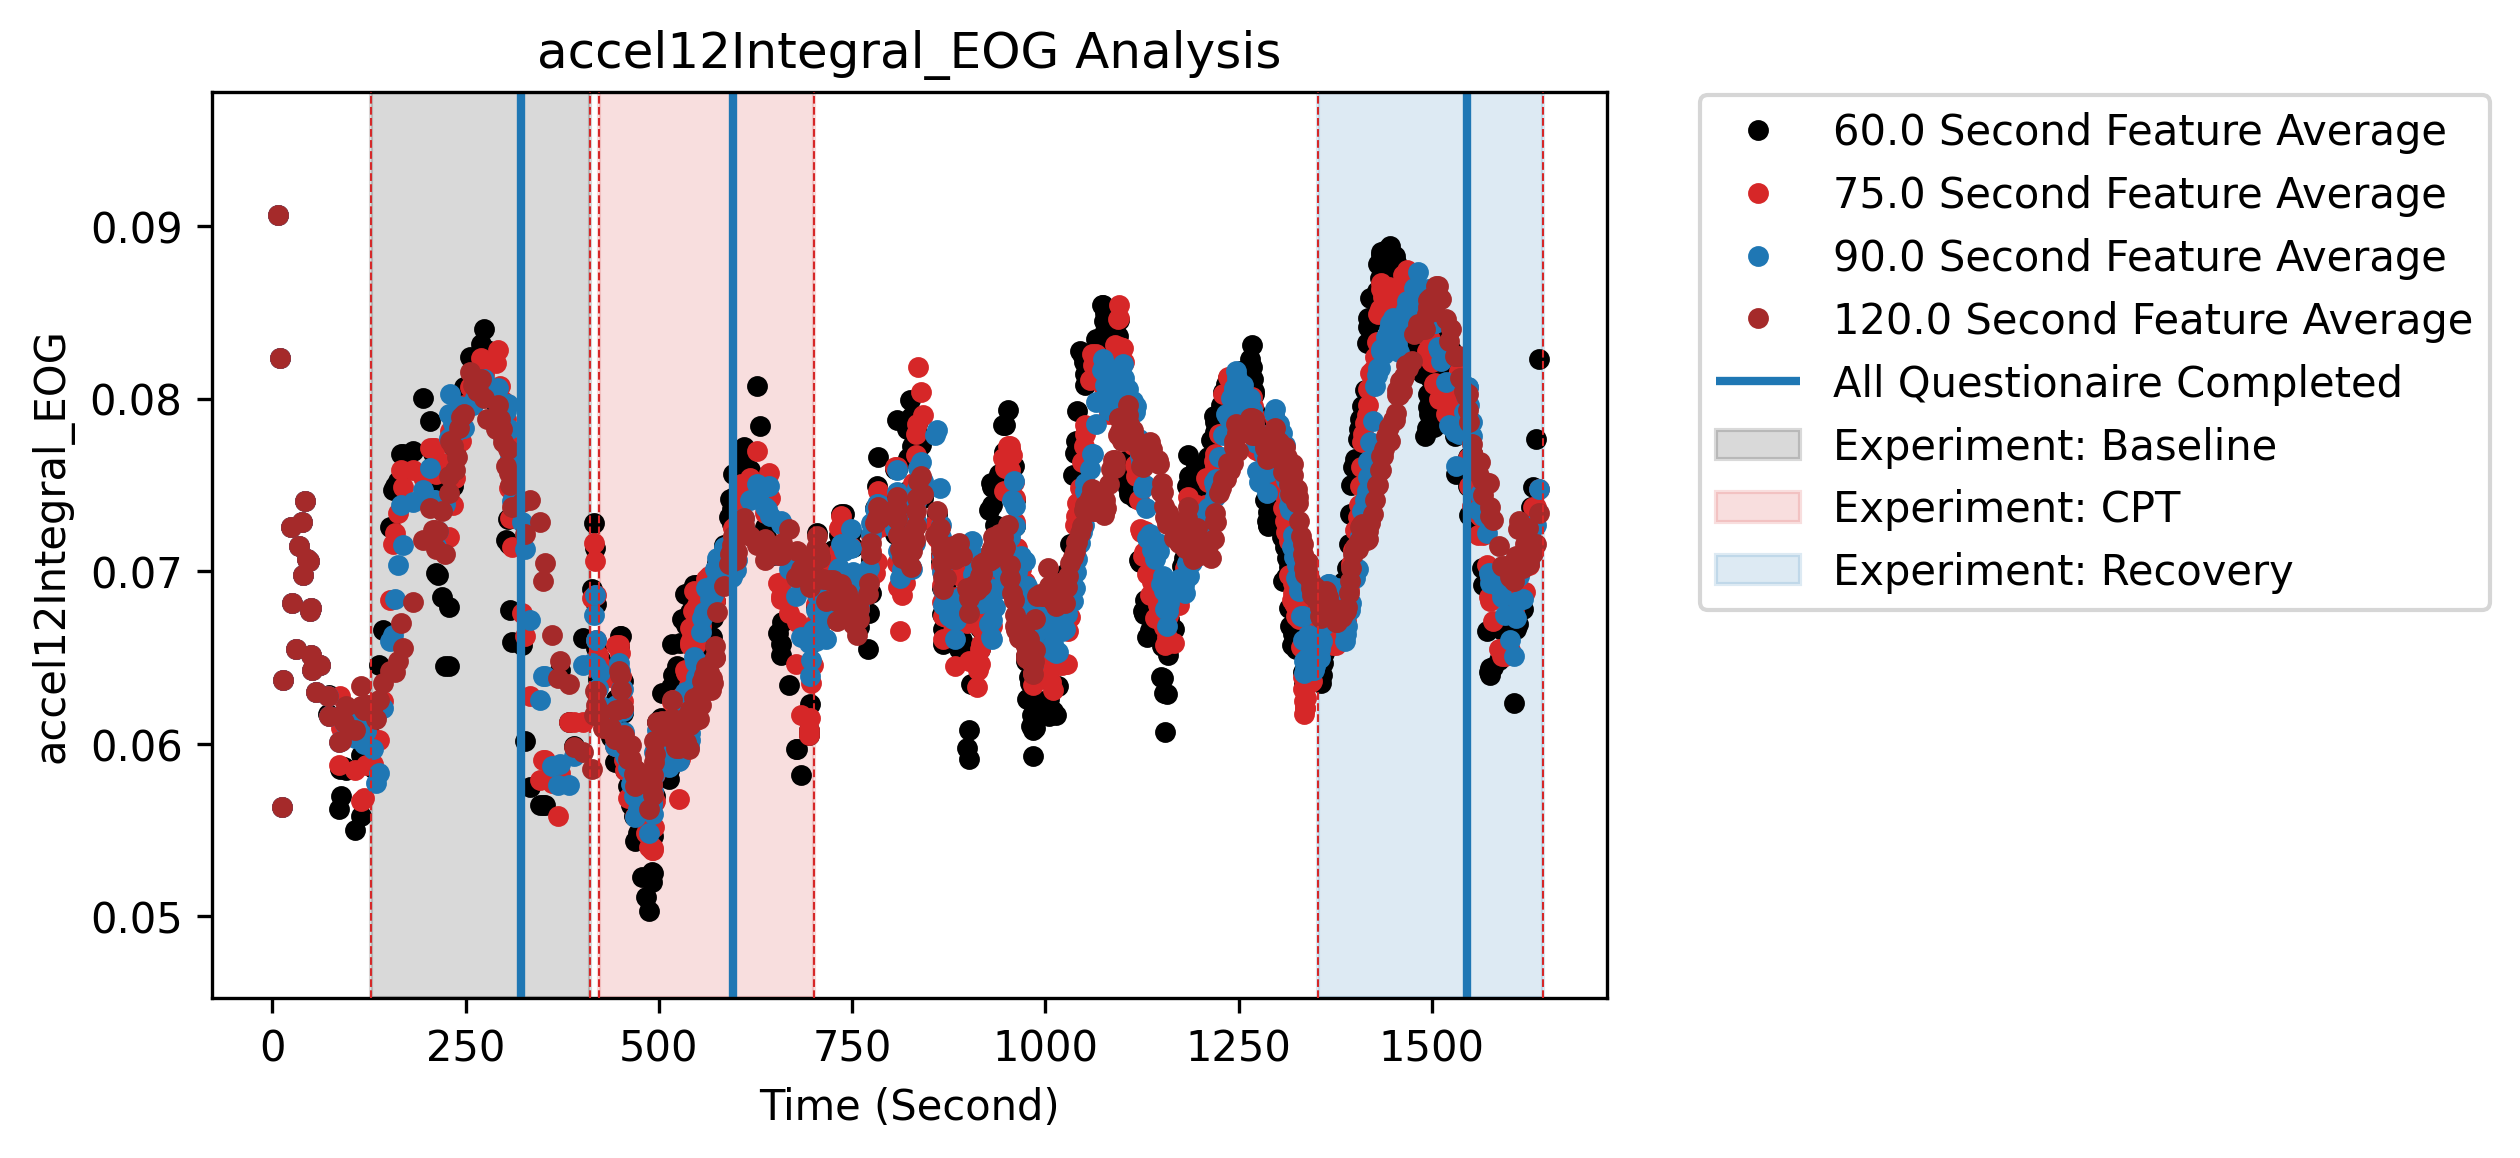 accel12Integral_EOG Analysis
accel12Integral_EOG
0.09
0.08
0.07
0.06
0.05
0
250
500
750
1000
1250
1500
Time (Second)
60.0 Second Feature Average
75.0 Second Feature Average
90.0 Second Feature Average
120.0 Second Feature Average
All Questionaire Completed
Experiment: Baseline
Experiment: CPT
Experiment: Recovery